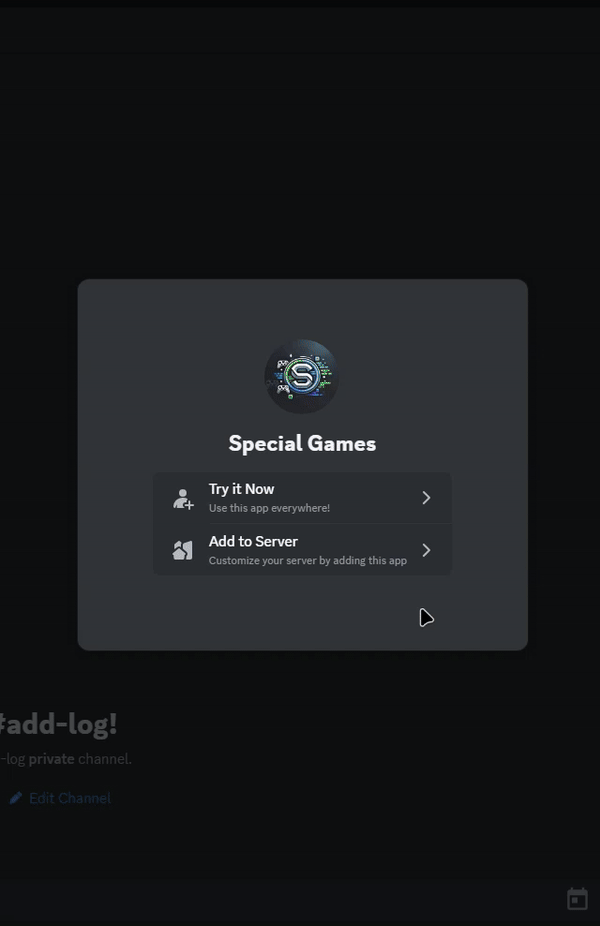 Special Games
Try it Now
Use this app everywhere!
Add to Server
Customize your server by adding this app
#add-log!
-log private channel.
Edit Channel